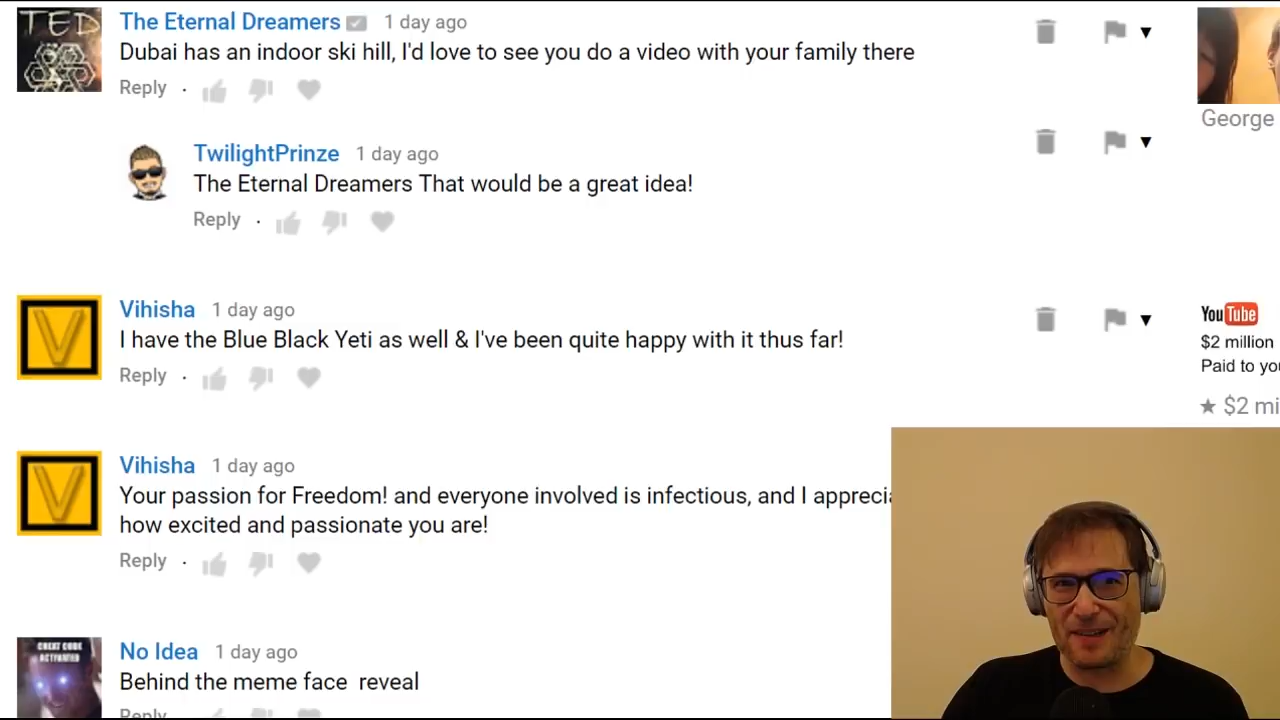 TED
The Eternal Dreamers 1 day ago
Dubai has an indoor ski hill, I'd love to see you do a video with your family there
Reply
George
TwilightPrinze 1 day ago
The Eternal Dreamers That would be a great idea!
Reply
V
Vihisha 1 day ago
I have the Blue Black Yeti as well & I've been quite happy with it thus far!
Reply
YouTube
$2 million
Paid to you
★ $2 mi
V
Vihisha 1 day ago
Your passion for Freedom! and everyone involved is infectious, and I apprecia
how excited and passionate you are!
Reply
No Idea 1 day ago
Behind the meme face reveal
Reply